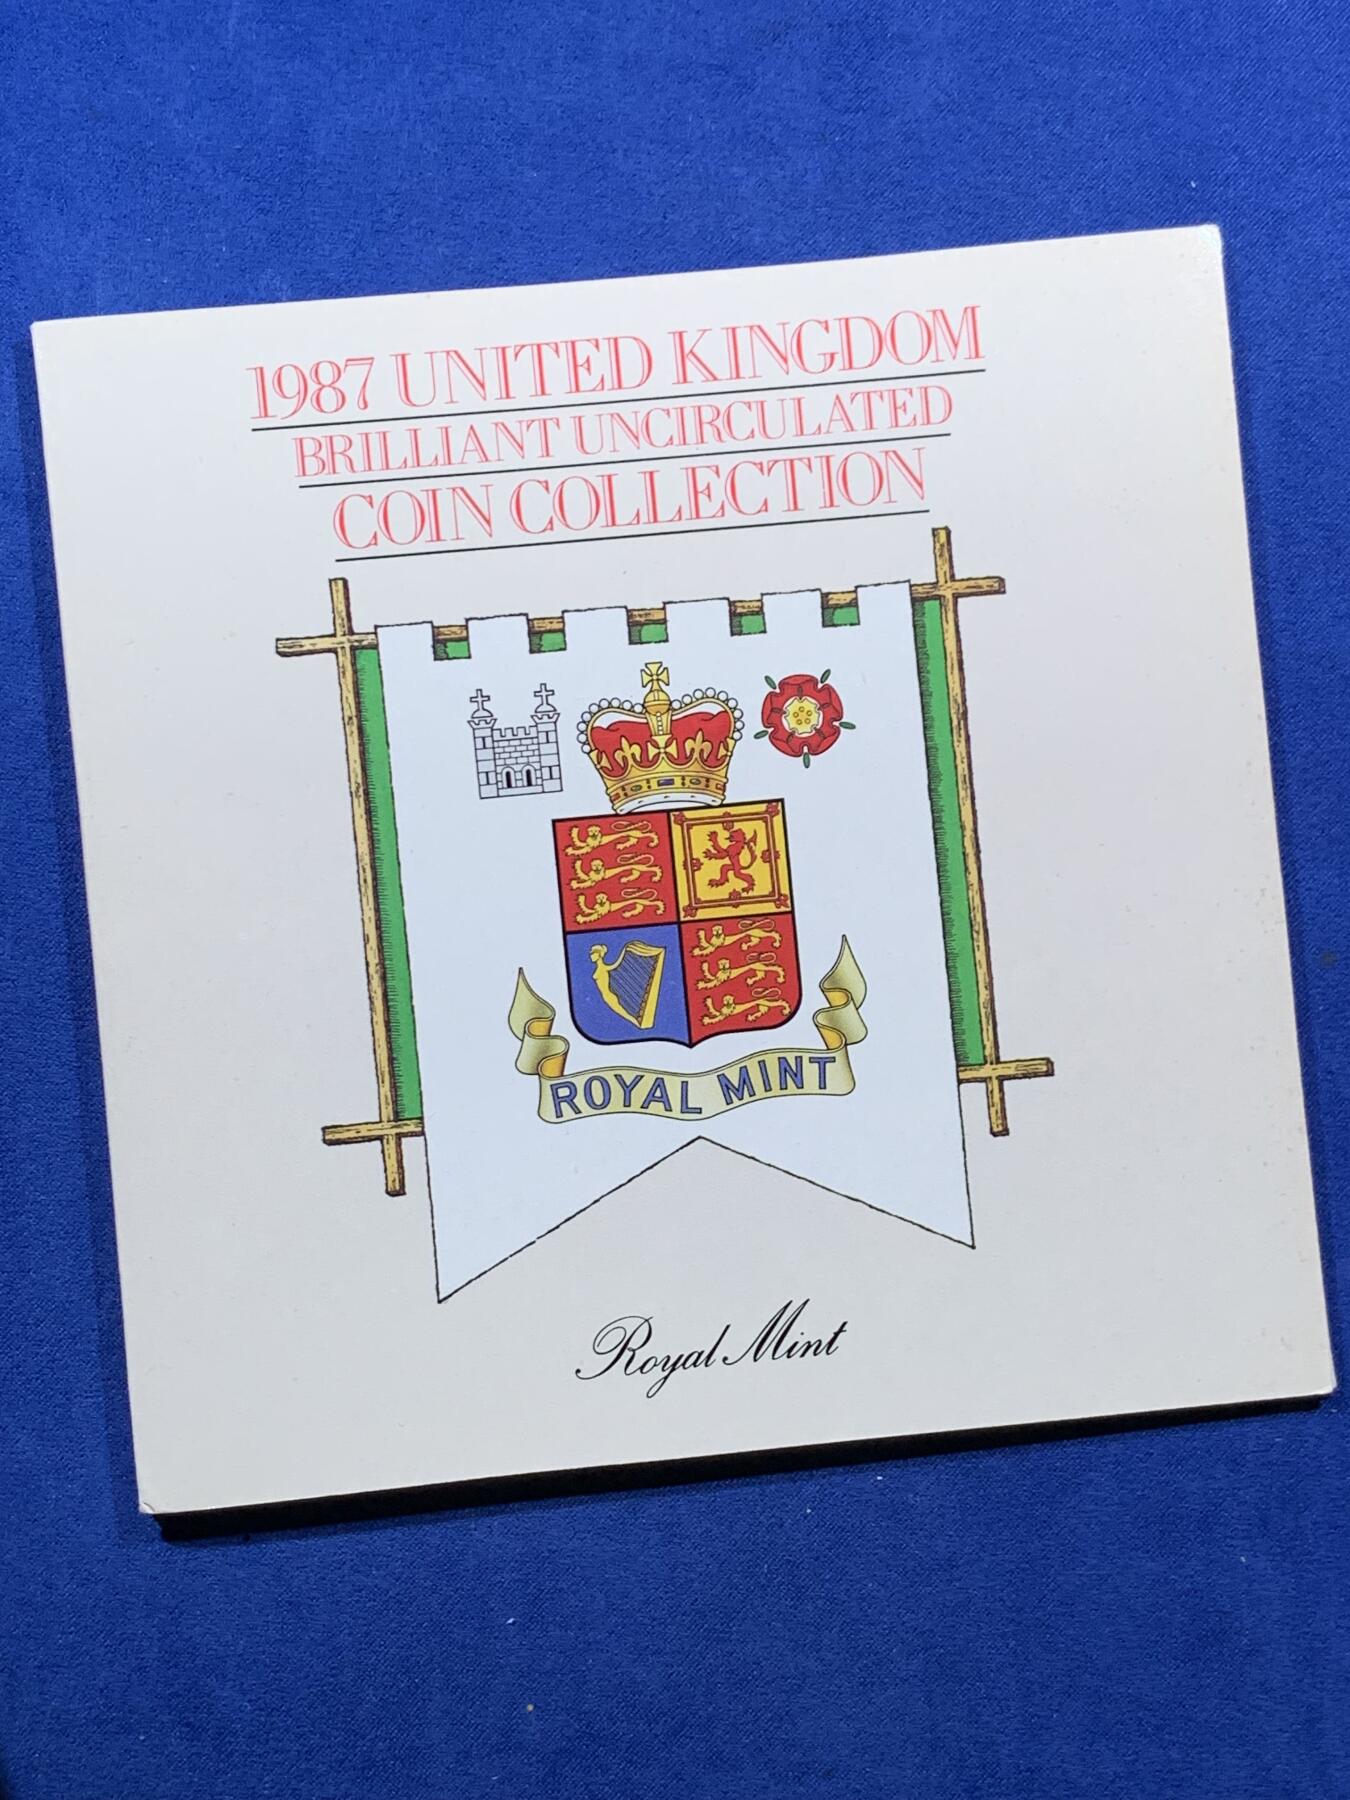 1987 UNITED KINGDOM
BRILLIANT UNCIRCULATED
COIN COLLECTION
ROYAL MINT
Royal Mint